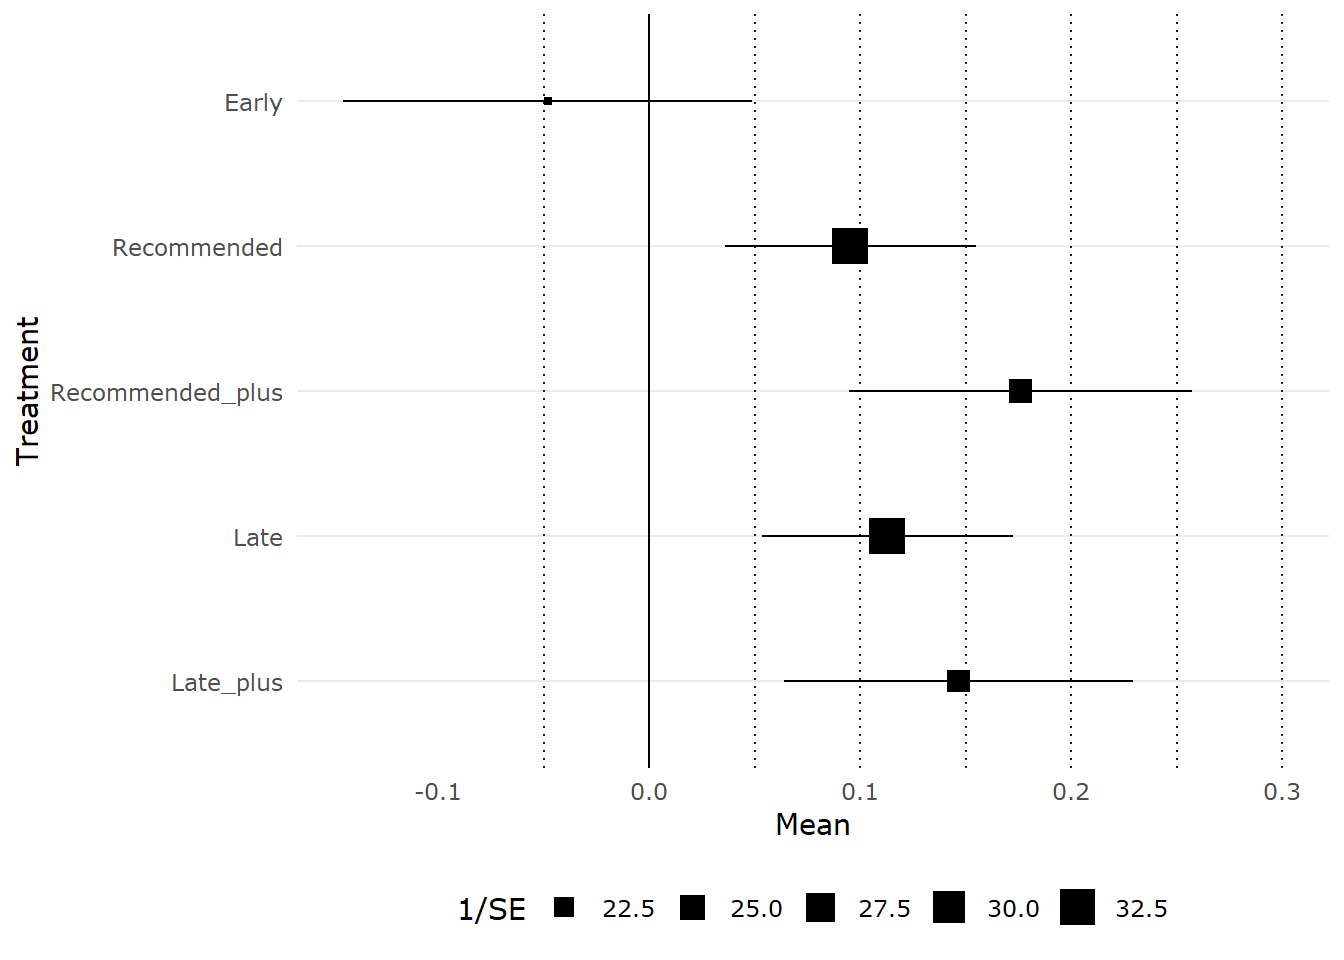 Treatment
Early
Recommended
Recommended_plus
Late
Late_plus
-0.1 0.0 0.1 0.2 0.3
Mean
1/SE 22.5 25.0 27.5 30.0 32.5